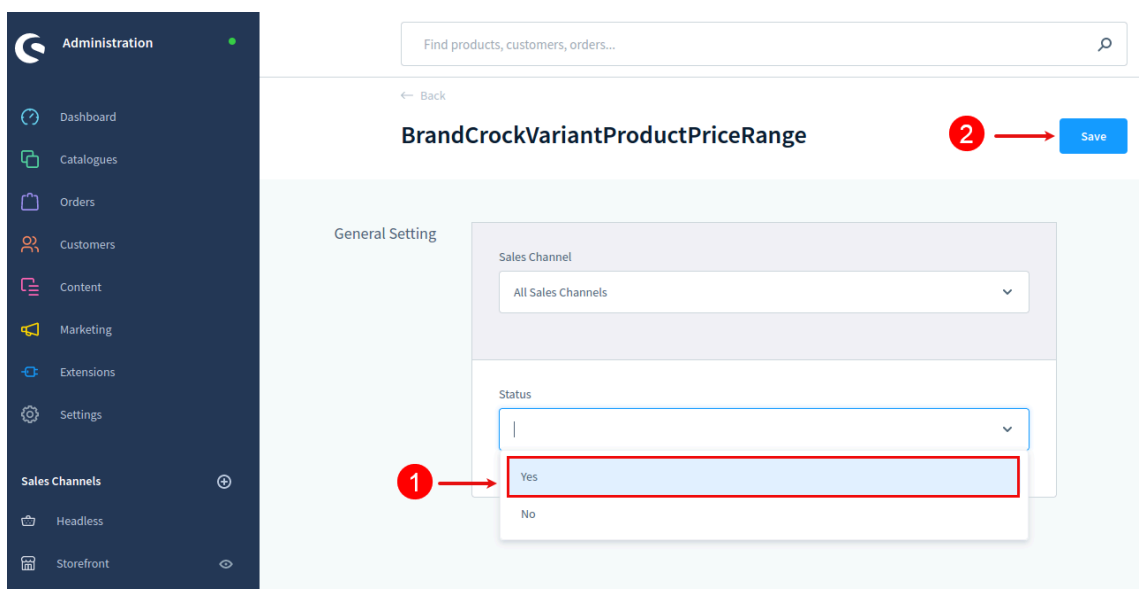 Administration
Find products, customers, orders...
Dashboard
Catalogues
Orders
Customers
Content
Marketing
Extensions
Settings
Sales Channels
Headless
Storefront
← Back
BrandCrockVariantProductPriceRange
2
Save
General Setting
Sales Channel
All Sales Channels
Status
1
Yes
No